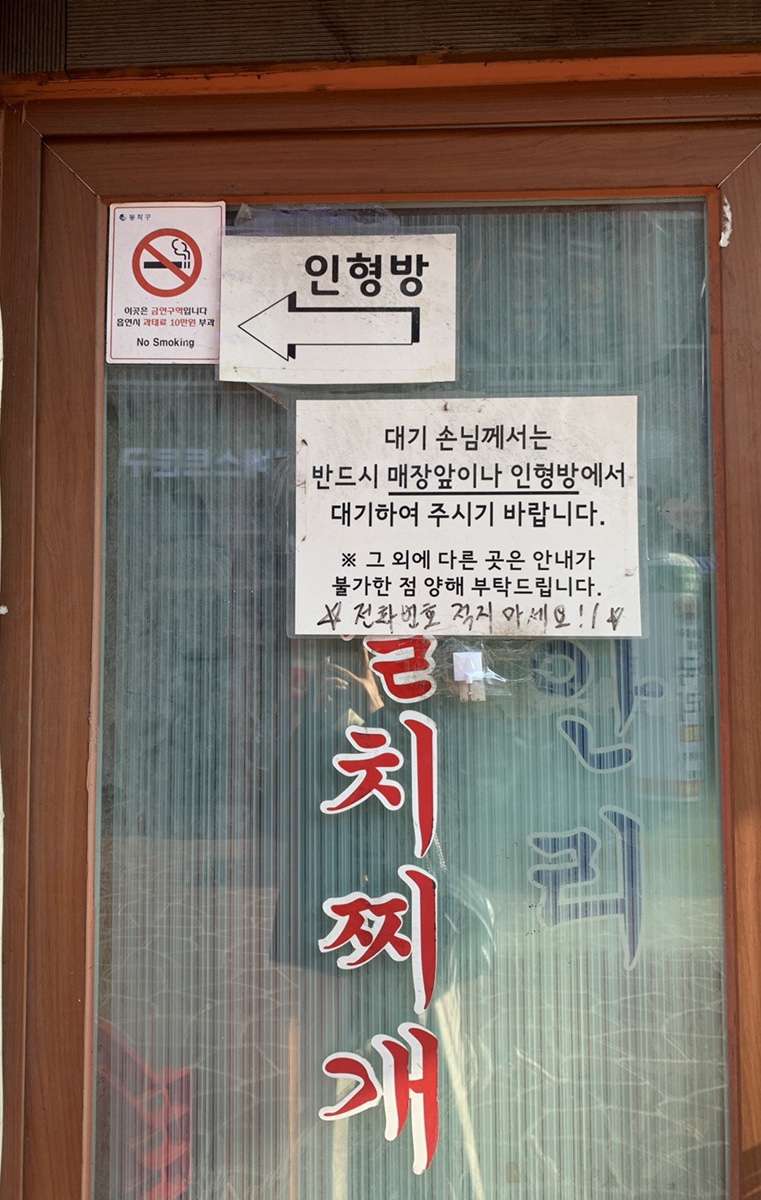 동작구
이곳은 금연구역입니다
흡연시 과태료 10만원 부과
No Smoking
인형방
대기 손님께서는
반드시 매장앞이나 인형방에서
대기하여 주시기 바랍니다.
※ 그 외에 다른 곳은 안내가
불가한 점 양해 부탁드립니다.
☆ 전화번호 적지 마세요!! ☆
치
찌
개